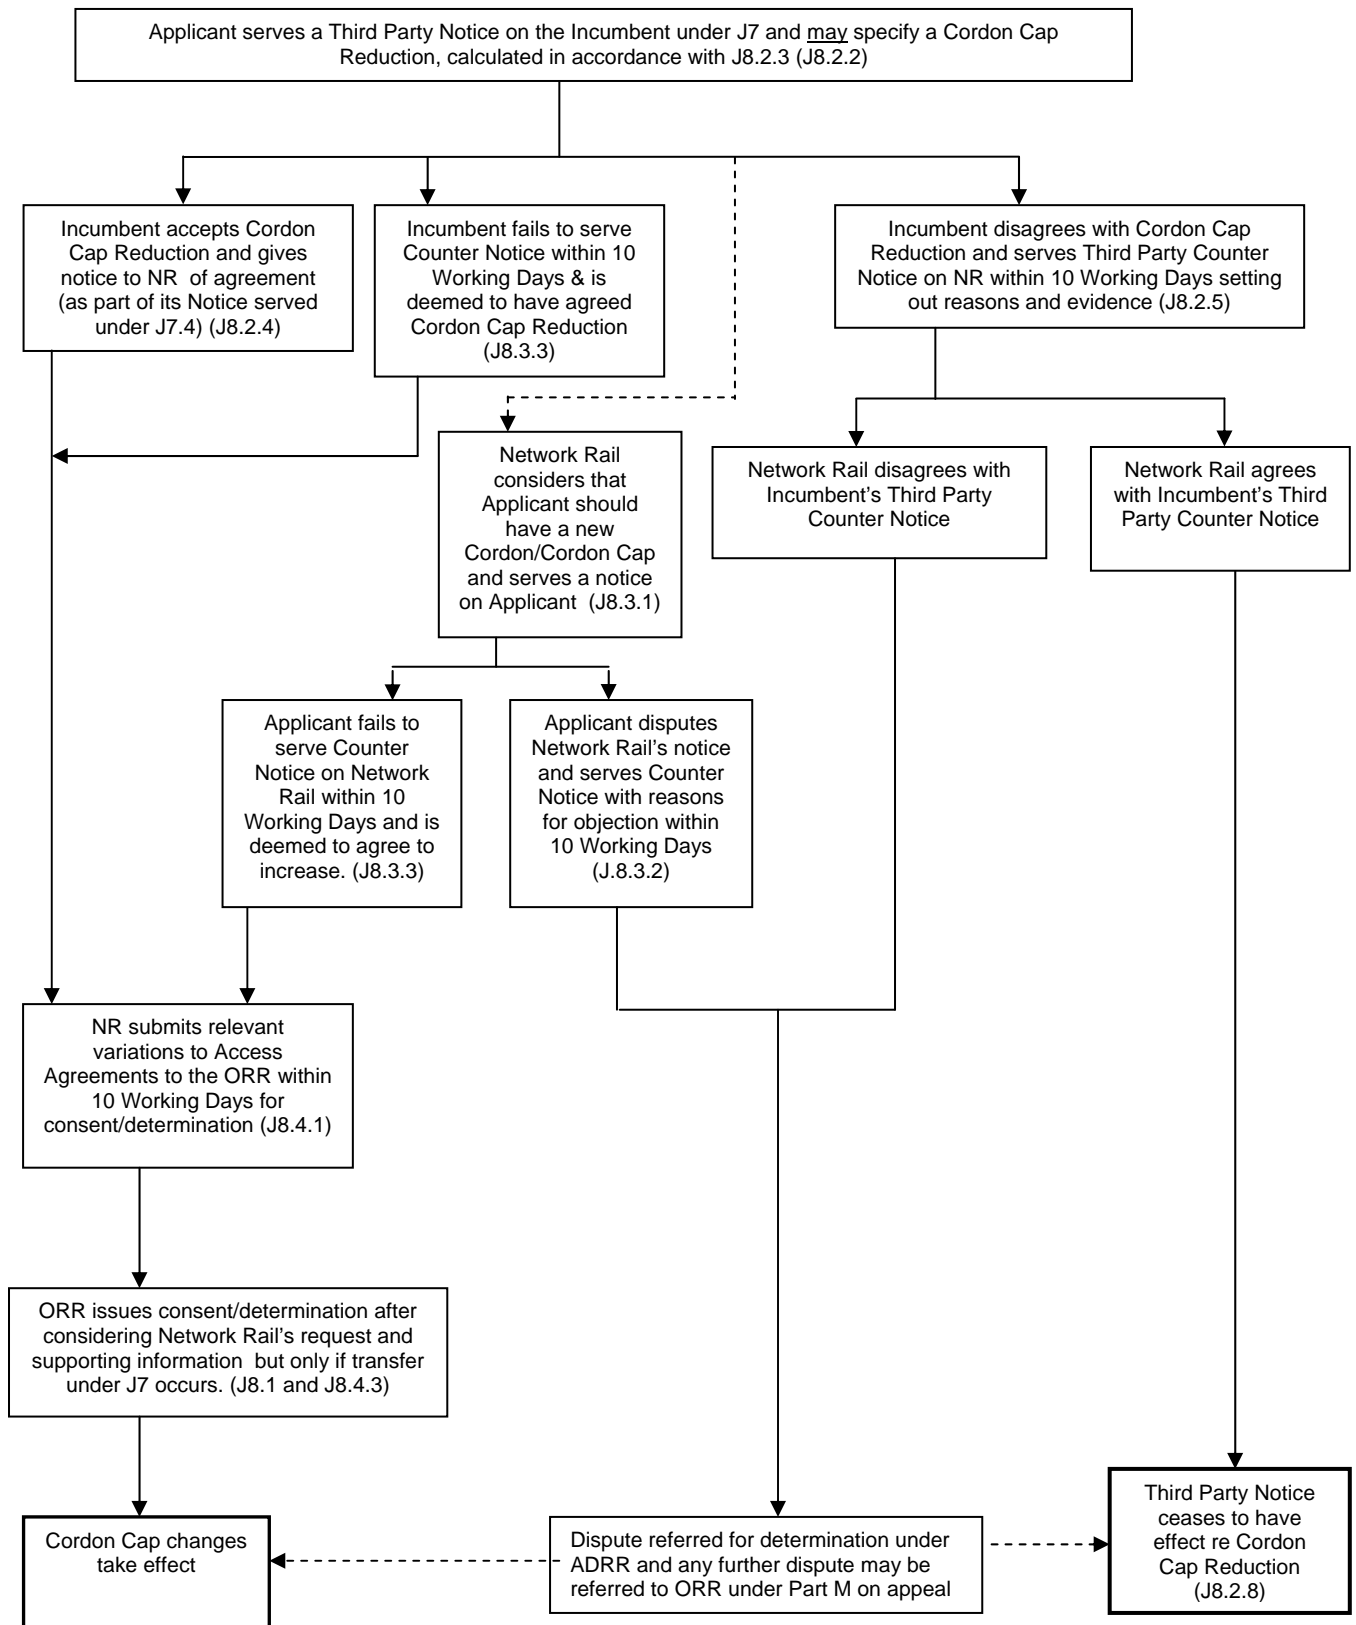 Applicant serves a Third Party Notice on the Incumbent under J7 and may specify a Cordon Cap
Reduction, calculated in accordance with J8.2.3 (J8.2.2)
Incumbent accepts Cordon
Cap Reduction and gives
notice to NR of agreement
(as part of its Notice served
under J7.4) (J8.2.4)
Incumbent fails to serve
Counter Notice within 10
Working Days & is
deemed to have agreed
Cordon Cap Reduction
(J8.3.3)
Incumbent disagrees with Cordon Cap
Reduction and serves Third Party Counter
Notice on NR within 10 Working Days setting
out reasons and evidence (J8.2.5)
Network Rail
considers that
Applicant should
have a new
Cordon/Cordon Cap
and serves a notice
on Applicant (J8.3.1)
Network Rail disagrees with
Incumbent's Third Party
Counter Notice
Network Rail agrees
with Incumbent's Third
Party Counter Notice
Applicant fails to
serve Counter
Notice on Network
Rail within 10
Working Days and is
deemed to agree to
increase. (J8.3.3)
Applicant disputes
Network Rail's notice
and serves Counter
Notice with reasons
for objection within
10 Working Days
(J.8.3.2)
NR submits relevant
variations to Access
Agreements to the ORR within
10 Working Days for
consent/determination (J8.4.1)
ORR issues consent/determination after
considering Network Rail's request and
supporting information but only if transfer
under J7 occurs. (J8.1 and J8.4.3)
Cordon Cap changes
take effect
Dispute referred for determination under
ADRR and any further dispute may be
referred to ORR under Part M on appeal
Third Party Notice
ceases to have
effect re Cordon
Cap Reduction
(J8.2.8)